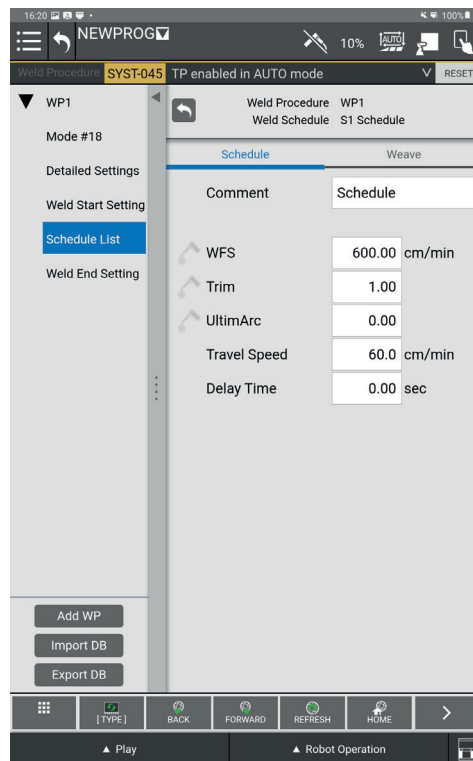 16:20
100%
NEWPROG
10%
AUTO
Weld Procedure SYST-045 TP enabled in AUTO mode
RESET
WP1
Mode #18
Detailed Settings
Weld Start Setting
Schedule List
Weld End Setting
Weld Procedure WP1
Weld Schedule S1 Schedule
Schedule Weave
Comment Schedule
WFS 600.00 cm/min
Trim 1.00
UltimArc 0.00
Travel Speed 60.0 cm/min
Delay Time 0.00 sec
Add WP
Import DB
Export DB
[ TYPE ] BACK FORWARD REFRESH HOME
▲ Play ▲ Robot Operation